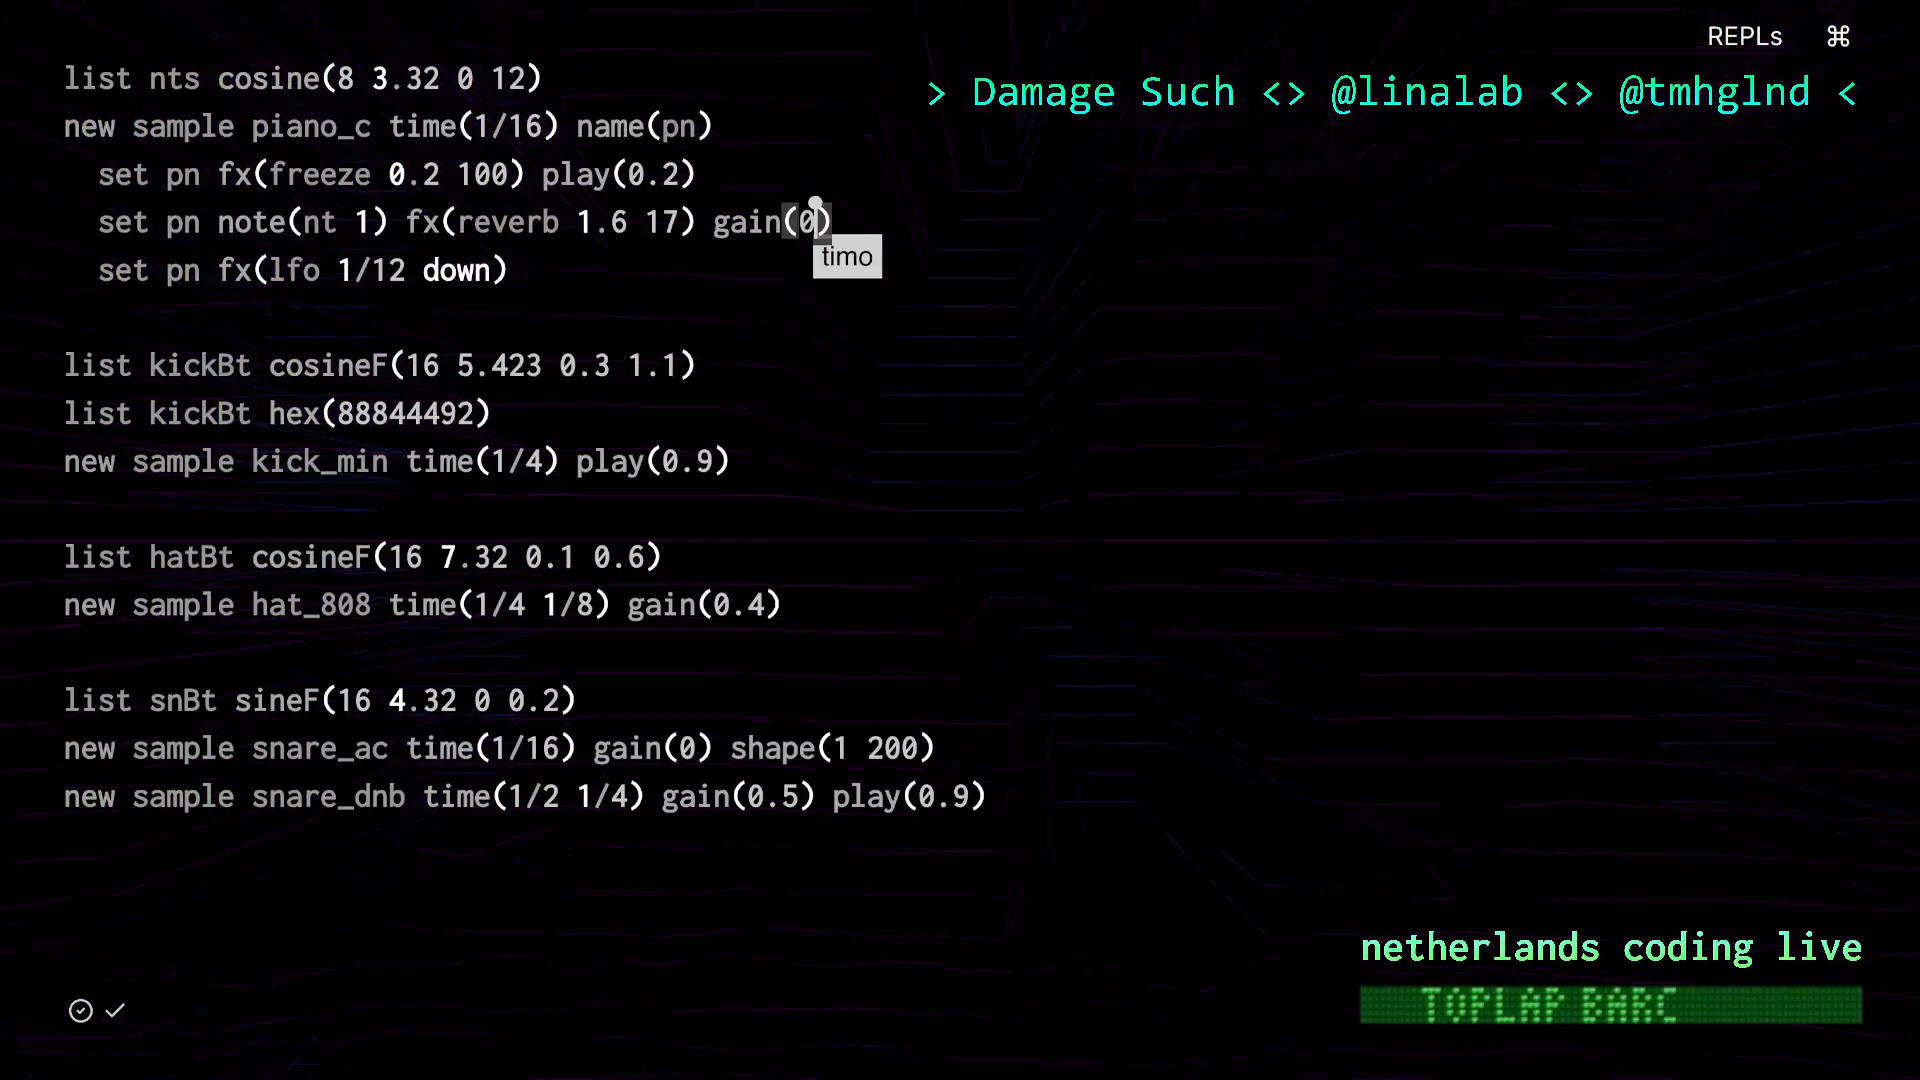 REPLs ⌘
> Damage Such <> @linalab <> @tmhglnd <
list nts cosine(8 3.32 0 12)
new sample piano_c time(1/16) name(pn)
  set pn fx(freeze 0.2 100) play(0.2)
  set pn note(nt 1) fx(reverb 1.6 17) gain(0)
timo
  set pn fx(lfo 1/12 down)
list kickBt cosineF(16 5.423 0.3 1.1)
list kickBt hex(88844492)
new sample kick_min time(1/4) play(0.9)
list hatBt cosineF(16 7.32 0.1 0.6)
new sample hat_808 time(1/4 1/8) gain(0.4)
list snBt sineF(16 4.32 0 0.2)
new sample snare_ac time(1/16) gain(0) shape(1 200)
new sample snare_dnb time(1/2 1/4) gain(0.5) play(0.9)
netherlands coding live
TOPLAP BARC